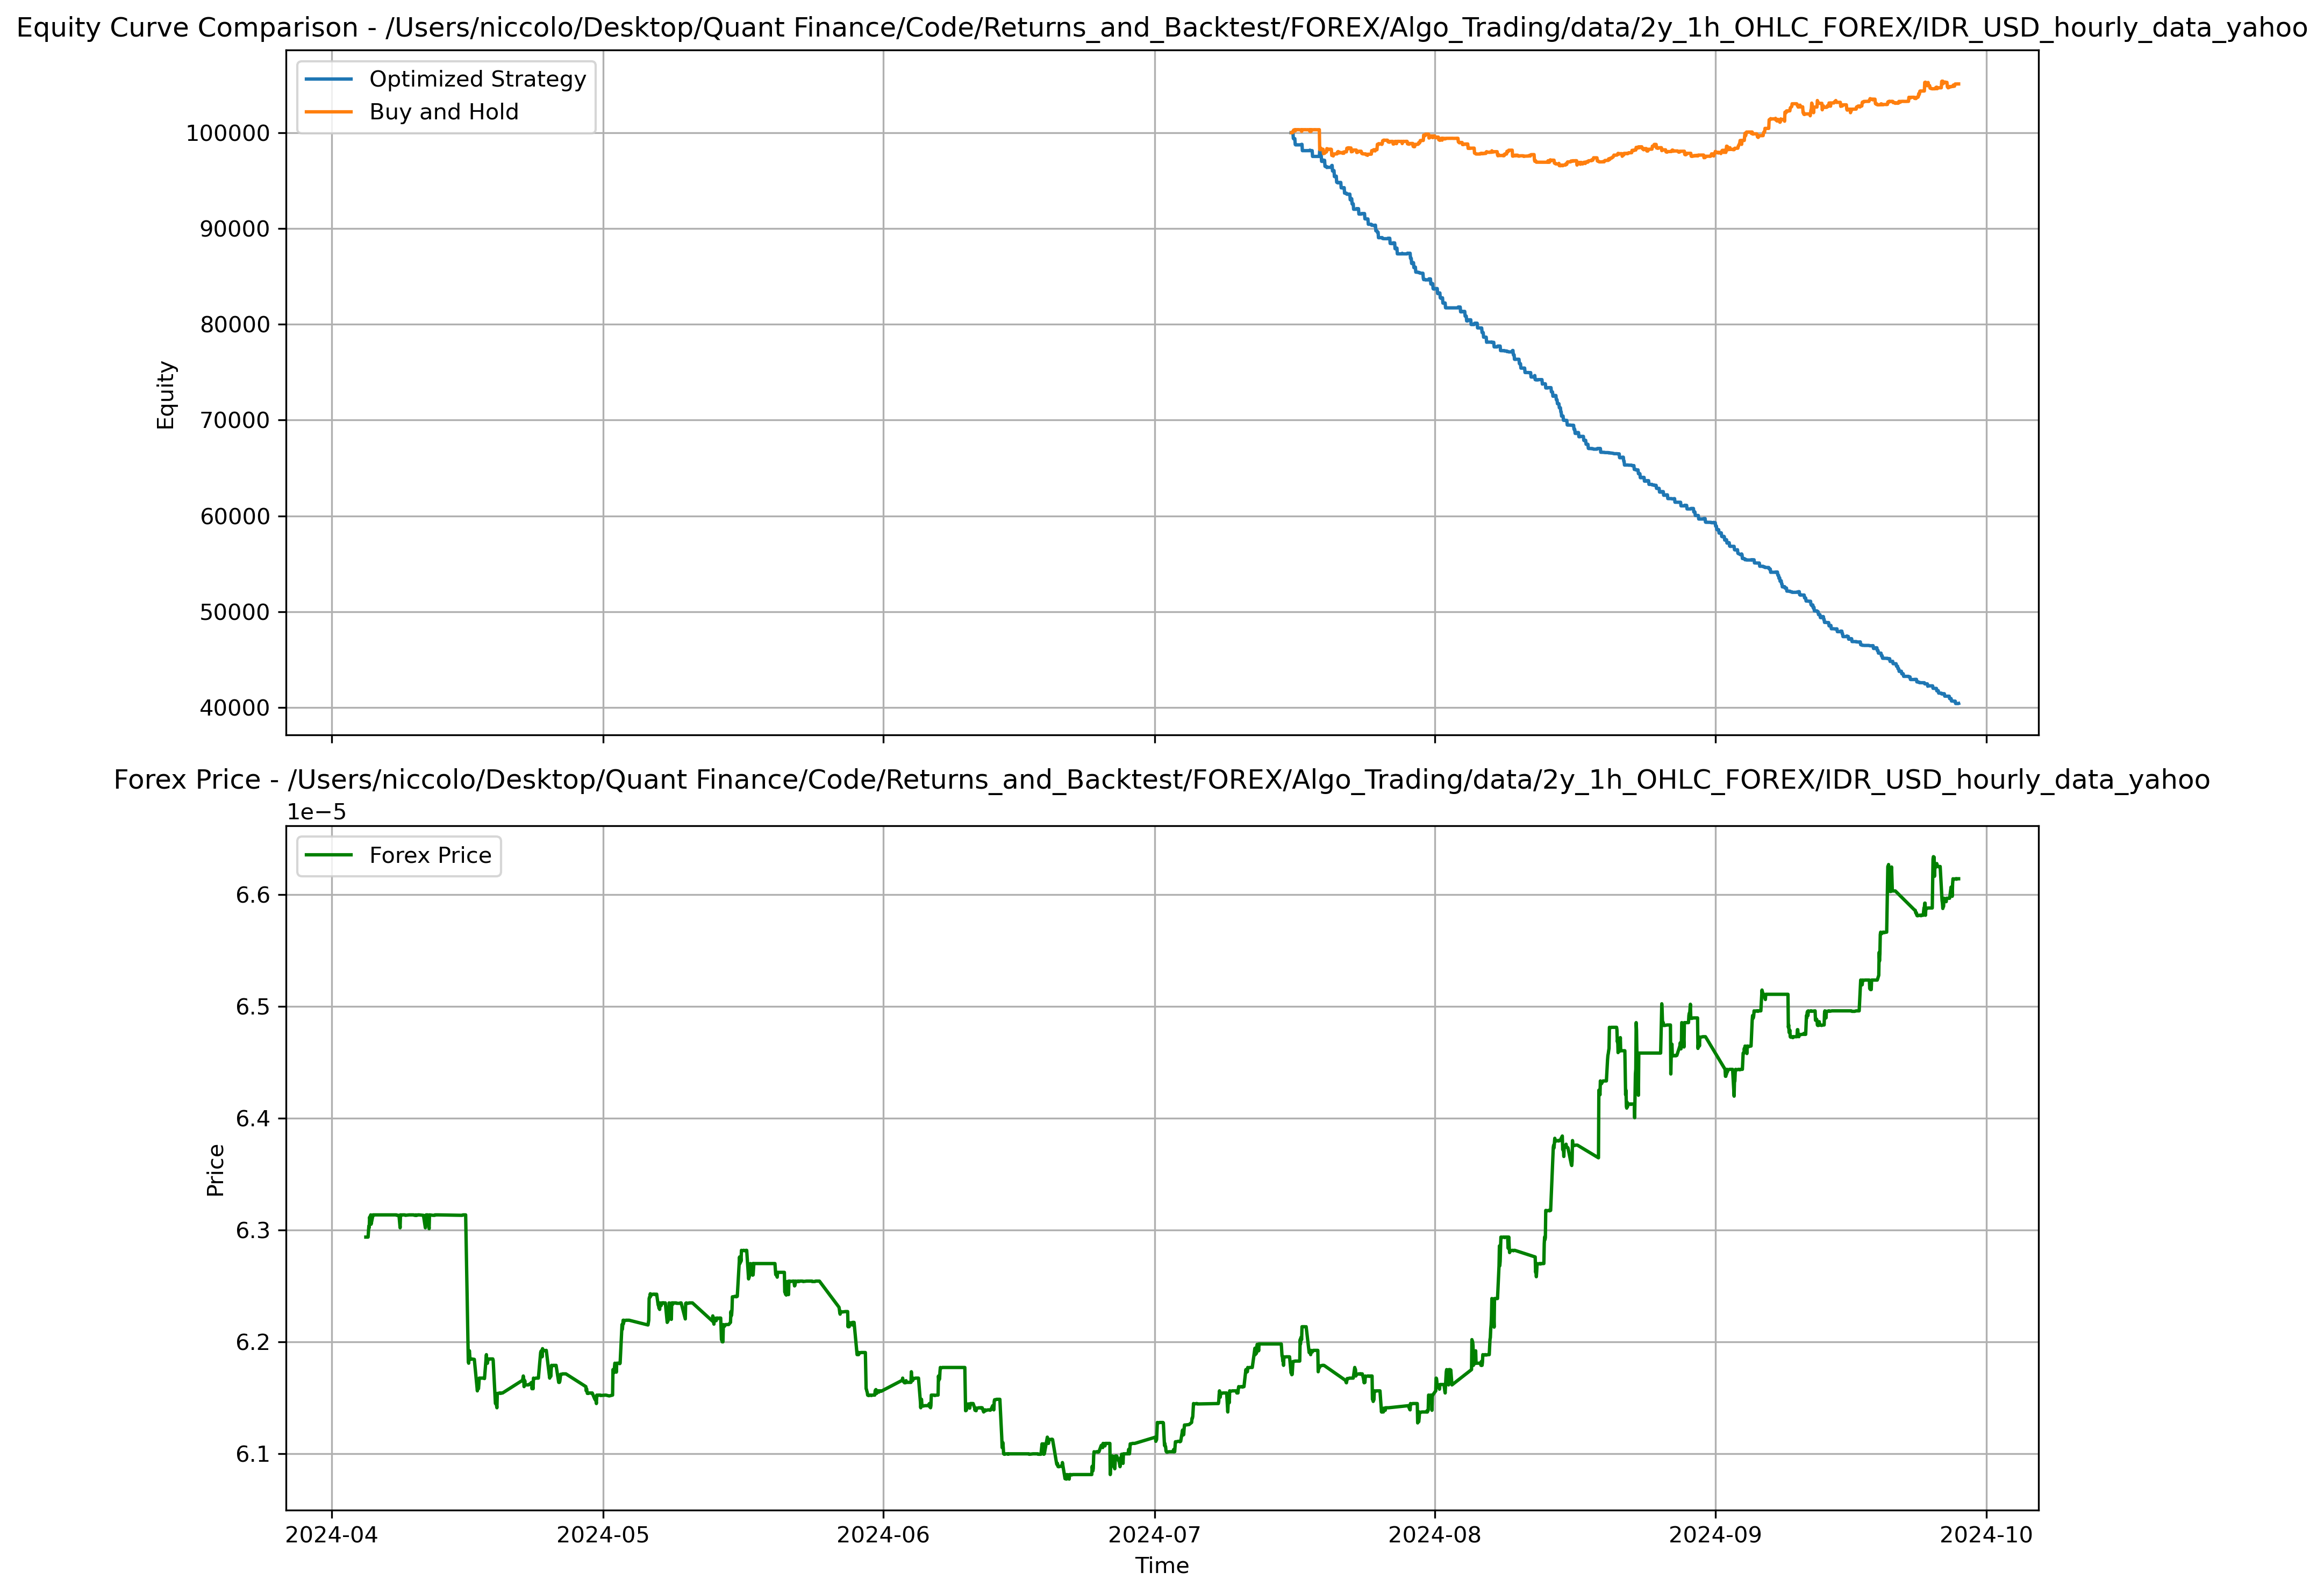 Equity Curve Comparison - /Users/niccolo/Desktop/Quant Finance/Code/Returns_and_Backtest/FOREX/Algo_Trading/data/2y_1h_OHLC_FOREX/IDR_USD_hourly_data_yahoo
Optimized Strategy
Buy and Hold
100000
90000
80000
70000
60000
50000
40000
Equity
Forex Price - /Users/niccolo/Desktop/Quant Finance/Code/Returns_and_Backtest/FOREX/Algo_Trading/data/2y_1h_OHLC_FOREX/IDR_USD_hourly_data_yahoo
1e−5
Forex Price
6.6
6.5
6.4
6.3
6.2
6.1
Price
2024-04 2024-05 2024-06 2024-07 2024-08 2024-09 2024-10
Time